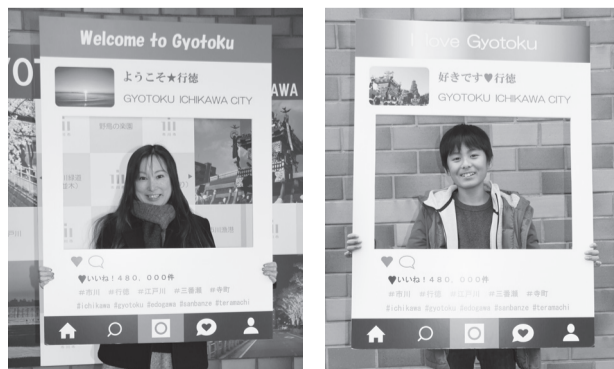 Welcome to Gyotoku
ようこそ★行徳
GYOTOKU ICHIKAWA CITY
♥いいね！480，000件
#市川 #行徳 #江戸川 #三番瀬 #寺町
#ichikawa #gyotoku #edogawa #sanbanze #teramachi
I love Gyotoku
好きです♥行徳
GYOTOKU ICHIKAWA CITY
♥いいね！480，000件
#市川 #行徳 #江戸川 #三番瀬 #寺町
#ichikawa #gyotoku #edogawa #sanbanze #teramachi